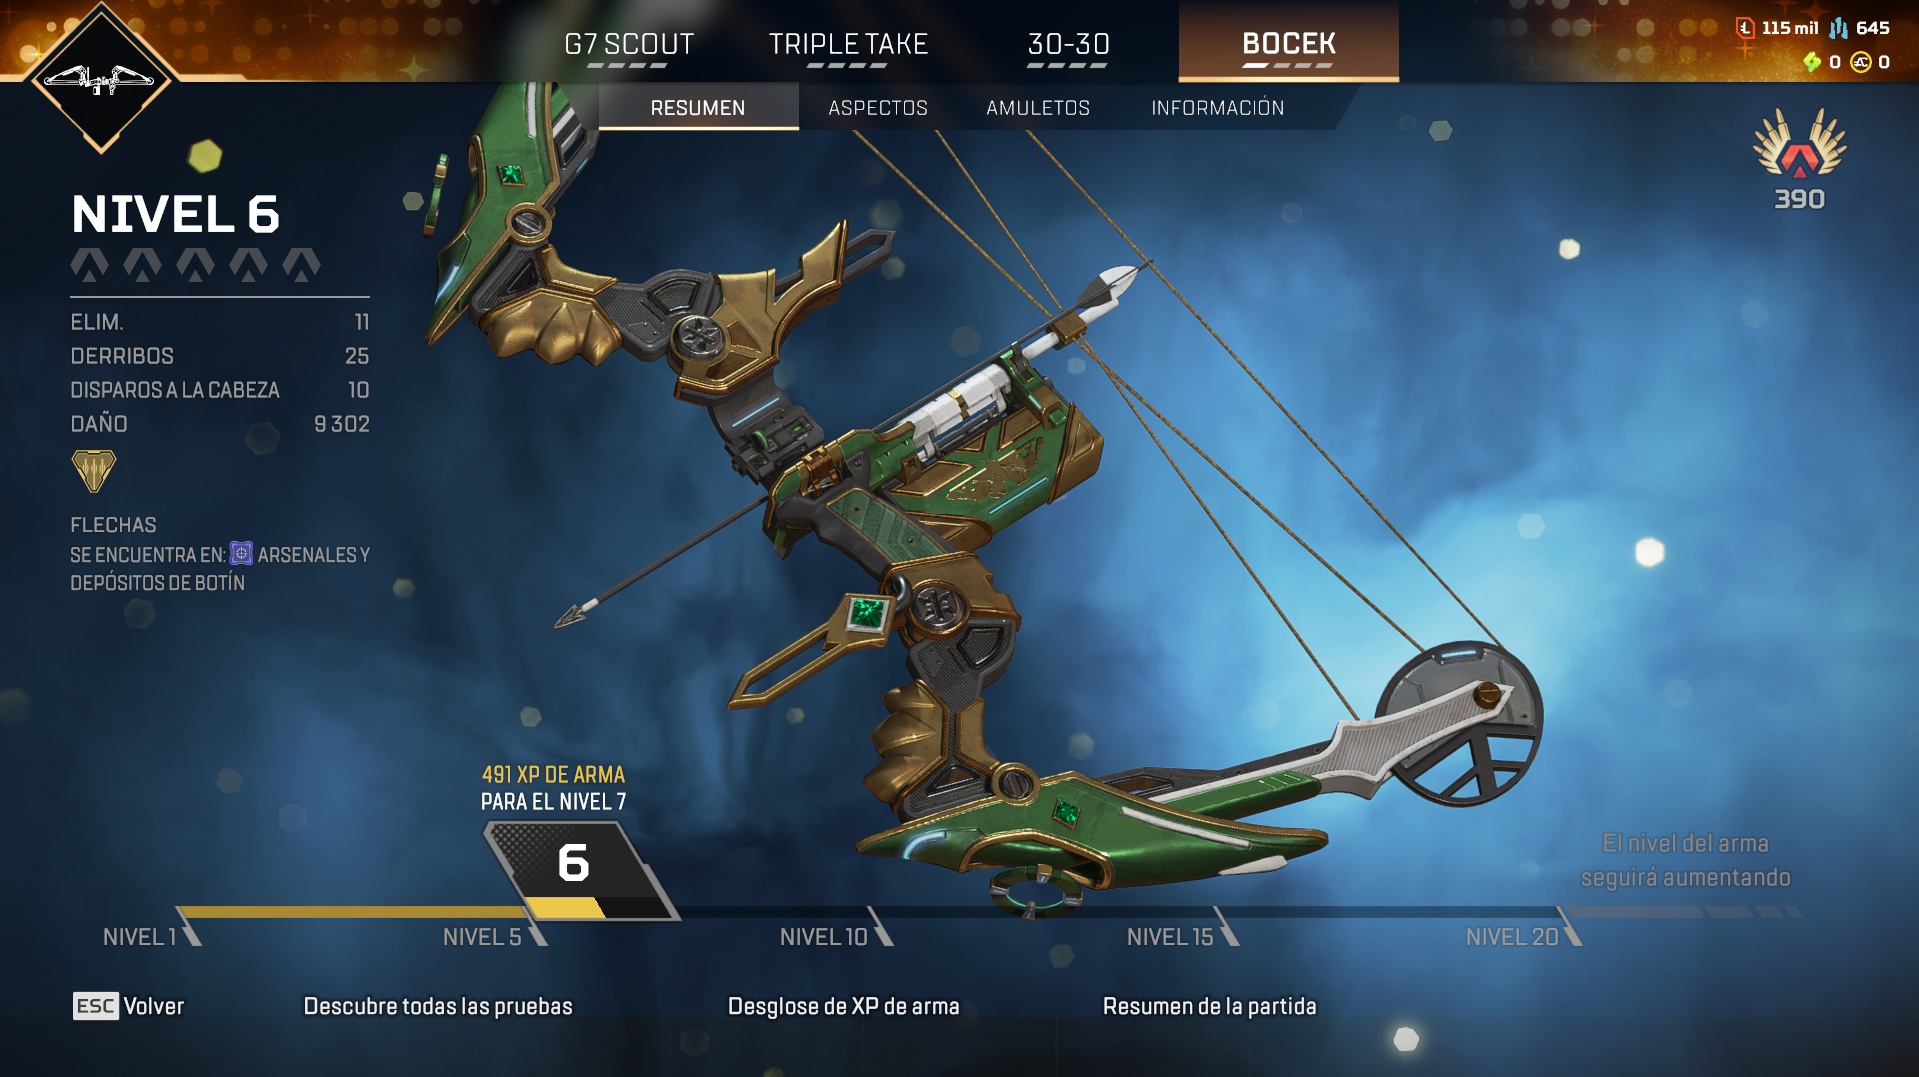 G7 SCOUT
TRIPLE TAKE
30-30
BOCEK
115 mil 645
0 0
RESUMEN
ASPECTOS
AMULETOS
INFORMACIÓN
390
NIVEL 6
ELIM. 11
DERRIBOS 25
DISPAROS A LA CABEZA 10
DAÑO 9 302
FLECHAS
SE ENCUENTRA EN: ARSENALES Y
DEPÓSITOS DE BOTÍN
491 XP DE ARMA
PARA EL NIVEL 7
6
El nivel del arma
seguirá aumentando
NIVEL 1
NIVEL 5
NIVEL 10
NIVEL 15
NIVEL 20
ESC Volver
Descubre todas las pruebas
Desglose de XP de arma
Resumen de la partida